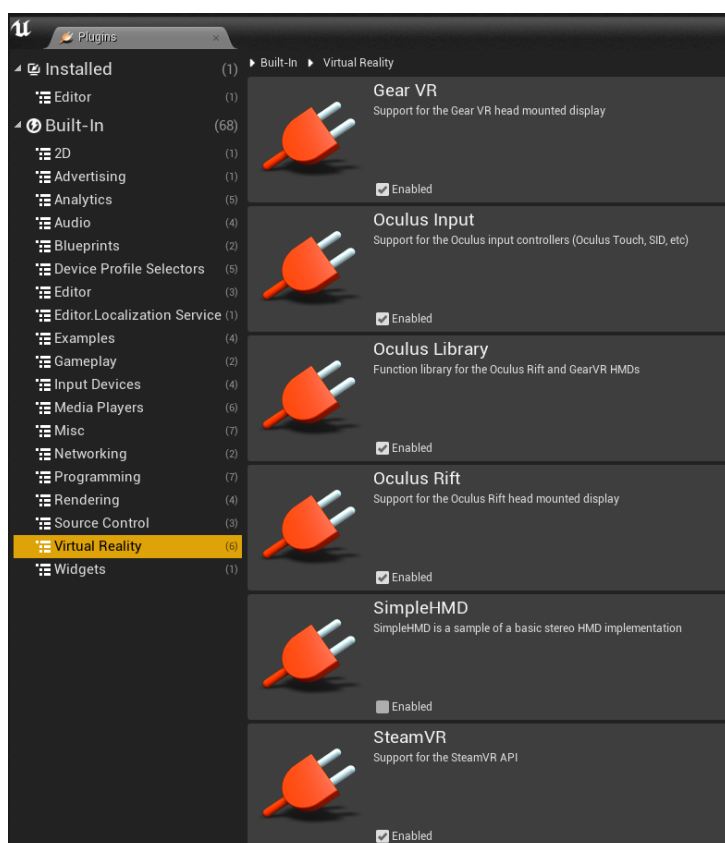 Plugins
Installed (1)
Editor (1)
Built-In (68)
2D (1)
Advertising (1)
Analytics (5)
Audio (4)
Blueprints (2)
Device Profile Selectors (5)
Editor (3)
Editor.Localization Service (1)
Examples (4)
Gameplay (2)
Input Devices (4)
Media Players (6)
Misc (7)
Networking (2)
Programming (7)
Rendering (4)
Source Control (3)
Virtual Reality (6)
Widgets (1)
Built-In Virtual Reality
Gear VR
Support for the Gear VR head mounted display
Enabled
Oculus Input
Support for the Oculus input controllers (Oculus Touch, SID, etc)
Enabled
Oculus Library
Function library for the Oculus Rift and GearVR HMDs
Enabled
Oculus Rift
Support for the Oculus Rift head mounted display
Enabled
SimpleHMD
SimpleHMD is a sample of a basic stereo HMD implementation
Enabled
SteamVR
Support for the SteamVR API
Enabled